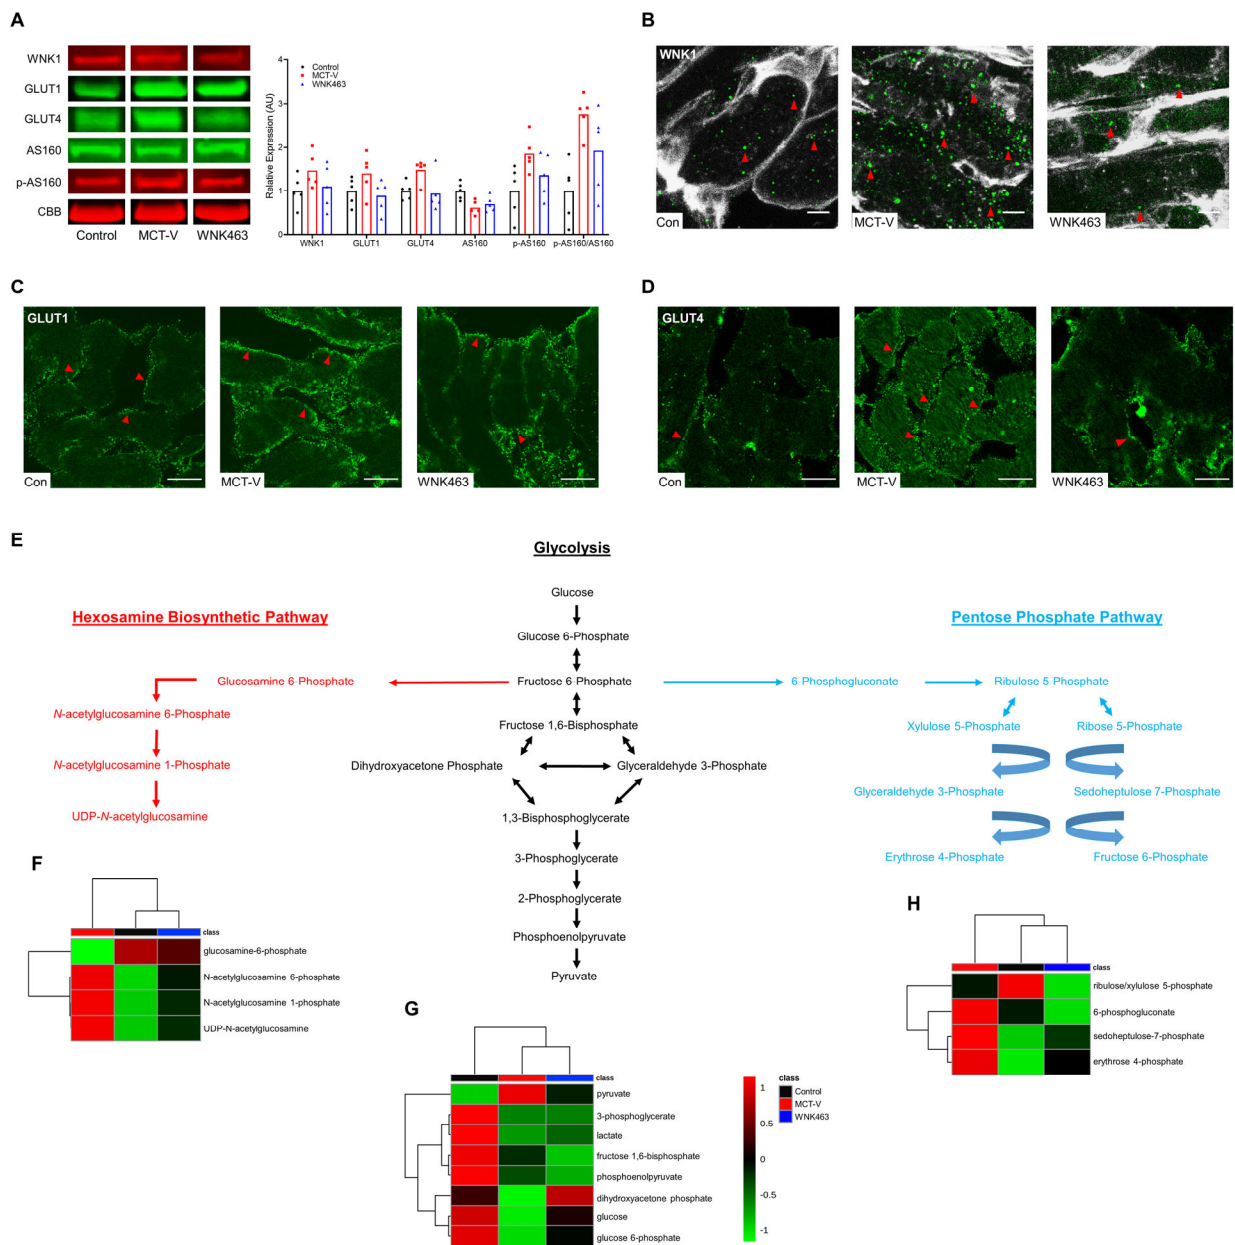 A
WNK1
GLUT1
GLUT4
AS160
p-AS160
CBB
Control MCT-V WNK463
Relative Expression (AU)
4
3
2
1
0
Control
MCT-V
WNK463
WNK1 GLUT1 GLUT4 AS160 p-AS160 p-AS160/AS160
B
WNK1
Con
MCT-V
WNK463
C
GLUT1
Con
MCT-V
WNK463
D
GLUT4
Con
MCT-V
WNK463
E
Glycolysis
Hexosamine Biosynthetic Pathway
Pentose Phosphate Pathway
Glucose
Glucose 6-Phosphate
Glucosamine 6-Phosphate
Fructose 6-Phosphate
6-Phosphogluconate
Ribulose 5-Phosphate
N-acetylglucosamine 6-Phosphate
Fructose 1,6-Bisphosphate
Xylulose 5-Phosphate
Ribose 5-Phosphate
N-acetylglucosamine 1-Phosphate
Dihydroxyacetone Phosphate
Glyceraldehyde 3-Phosphate
Glyceraldehyde 3-Phosphate
Sedoheptulose 7-Phosphate
UDP-N-acetylglucosamine
1,3-Bisphosphoglycerate
3-Phosphoglycerate
Erythrose 4-Phosphate
Fructose 6-Phosphate
2-Phosphoglycerate
Phosphoenolpyruvate
Pyruvate
F
class
glucosamine-6-phosphate
N-acetylglucosamine 6-phosphate
N-acetylglucosamine 1-phosphate
UDP-N-acetylglucosamine
G
class
pyruvate
3-phosphoglycerate
lactate
fructose 1,6-bisphosphate
phosphoenolpyruvate
dihydroxyacetone phosphate
glucose
glucose 6-phosphate
1
0.5
0
-0.5
-1
class
Control
MCT-V
WNK463
H
class
ribulose/xylulose 5-phosphate
6-phosphogluconate
sedoheptulose-7-phosphate
erythrose 4-phosphate